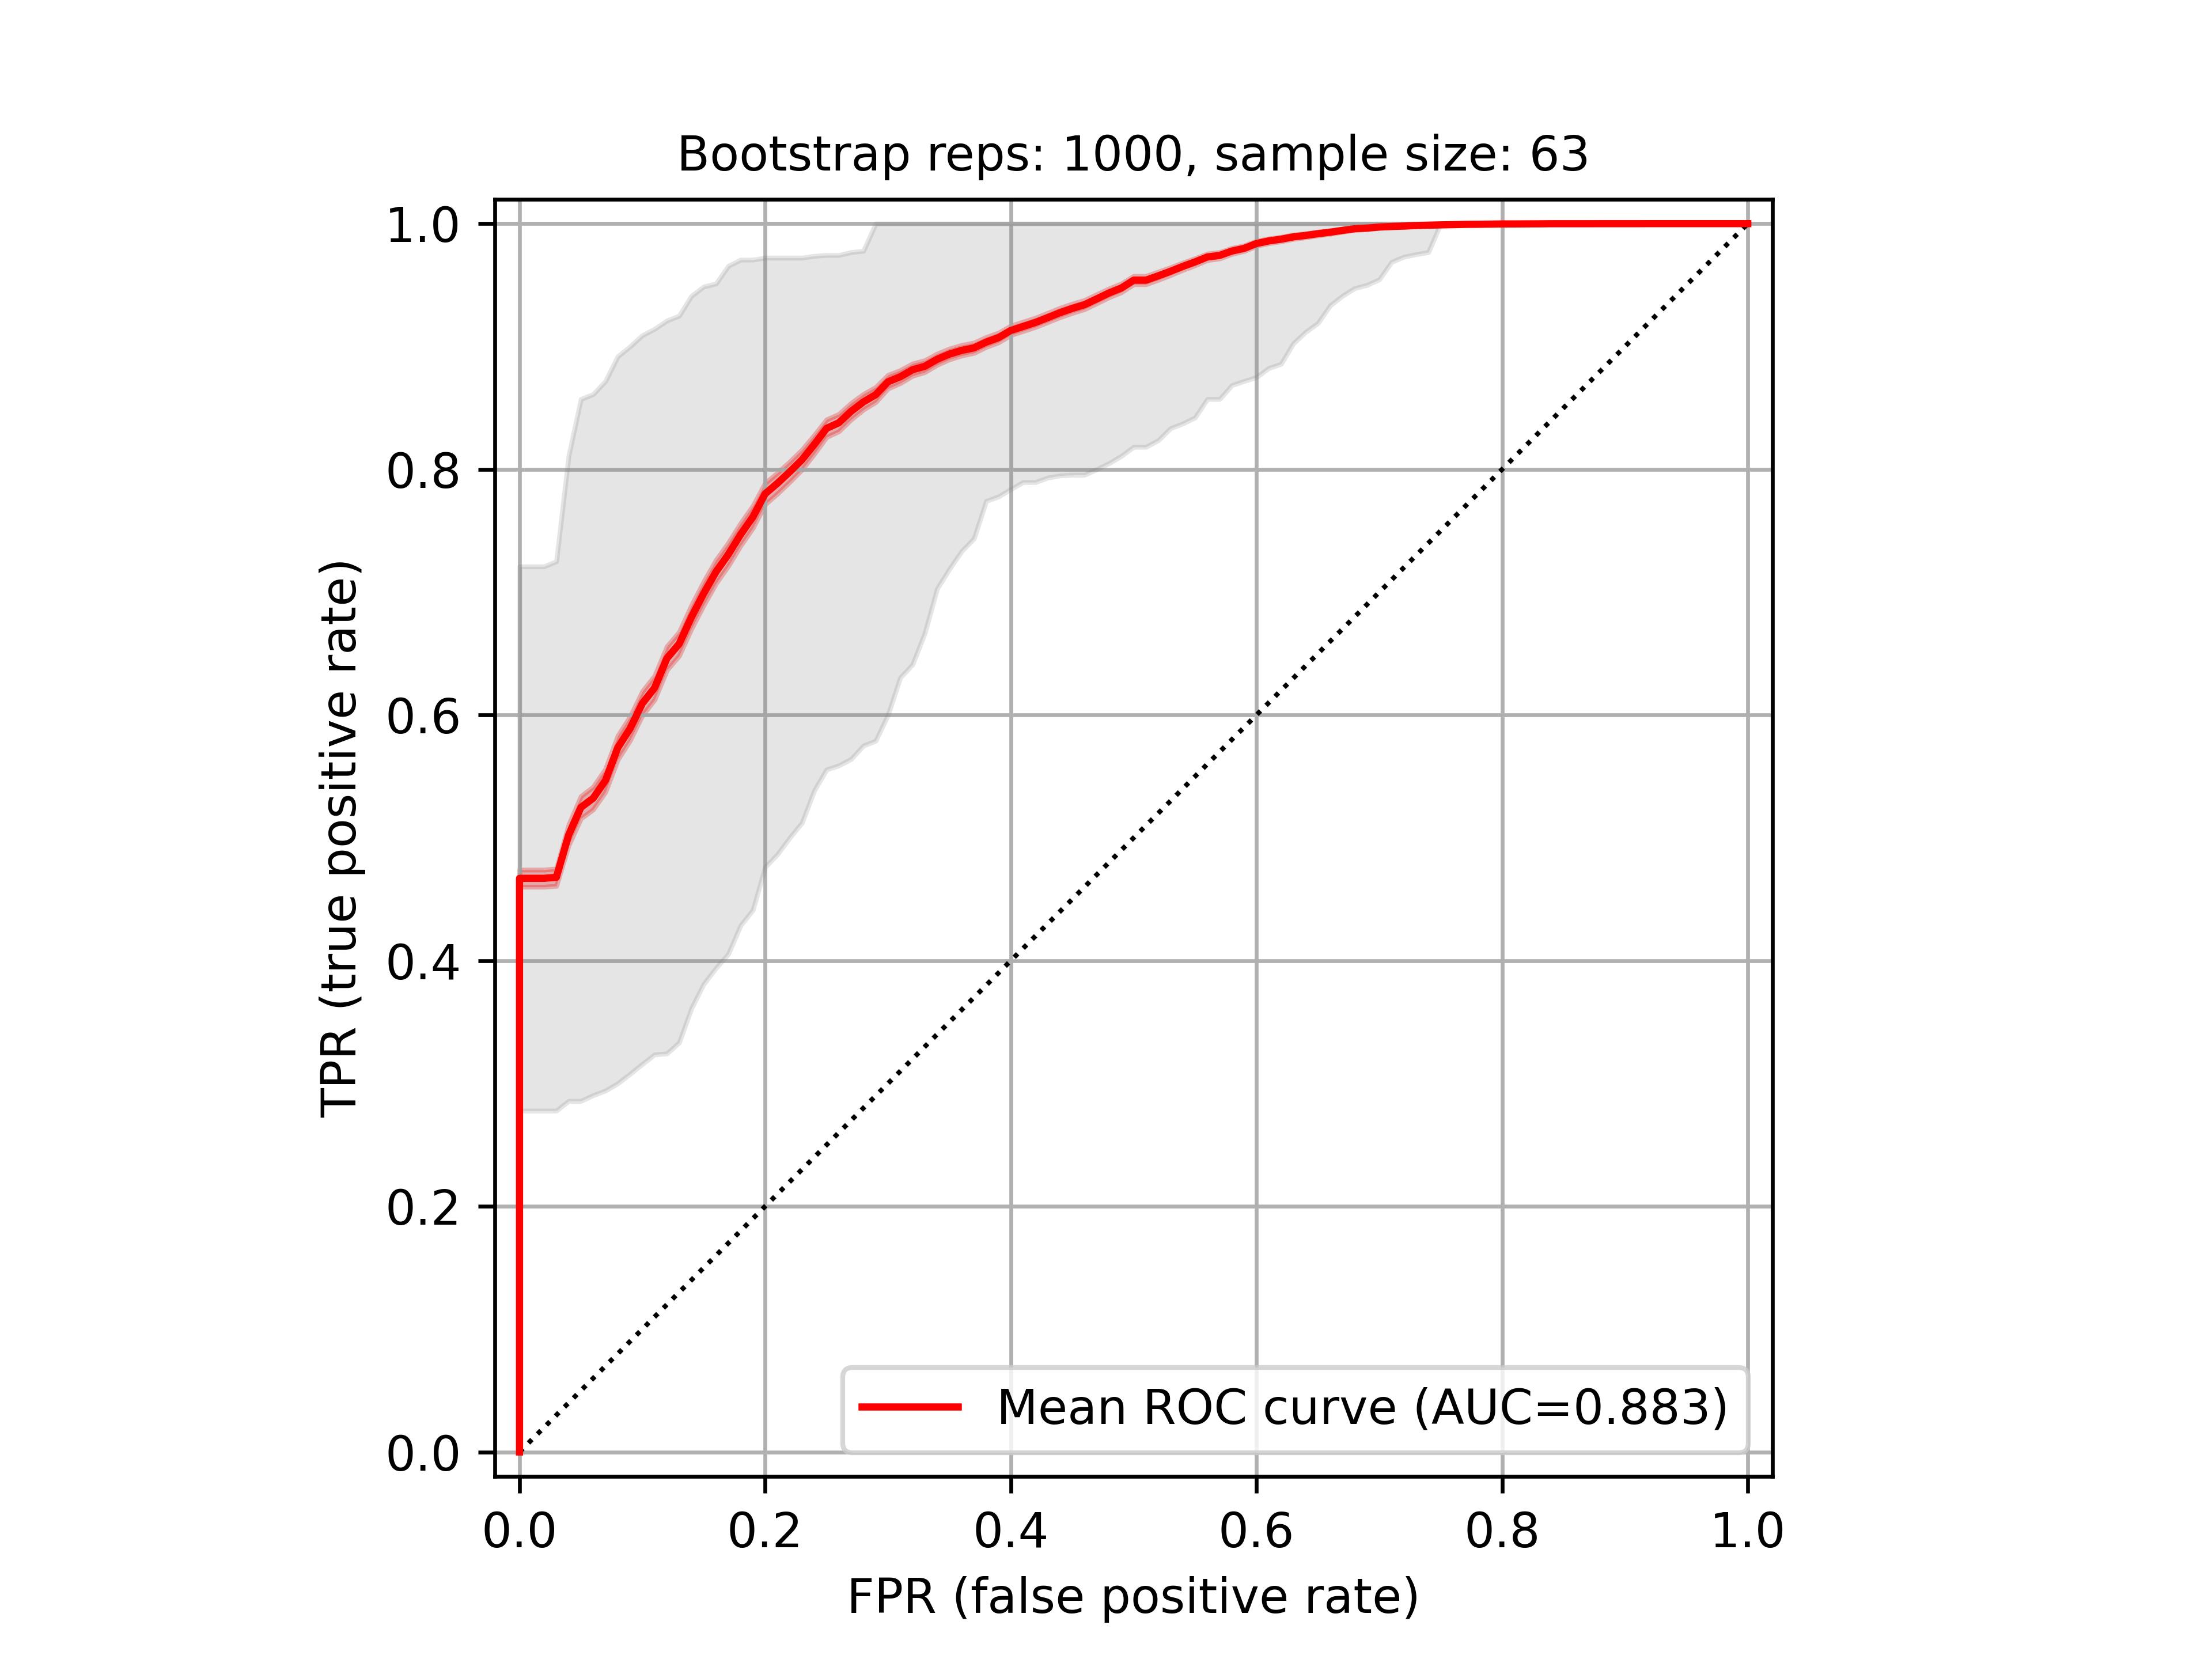 Bootstrap reps: 1000, sample size: 63
TPR (true positive rate)
1.0
0.8
0.6
0.4
0.2
0.0
Mean ROC curve (AUC=0.883)
0.0 0.2 0.4 0.6 0.8 1.0
FPR (false positive rate)